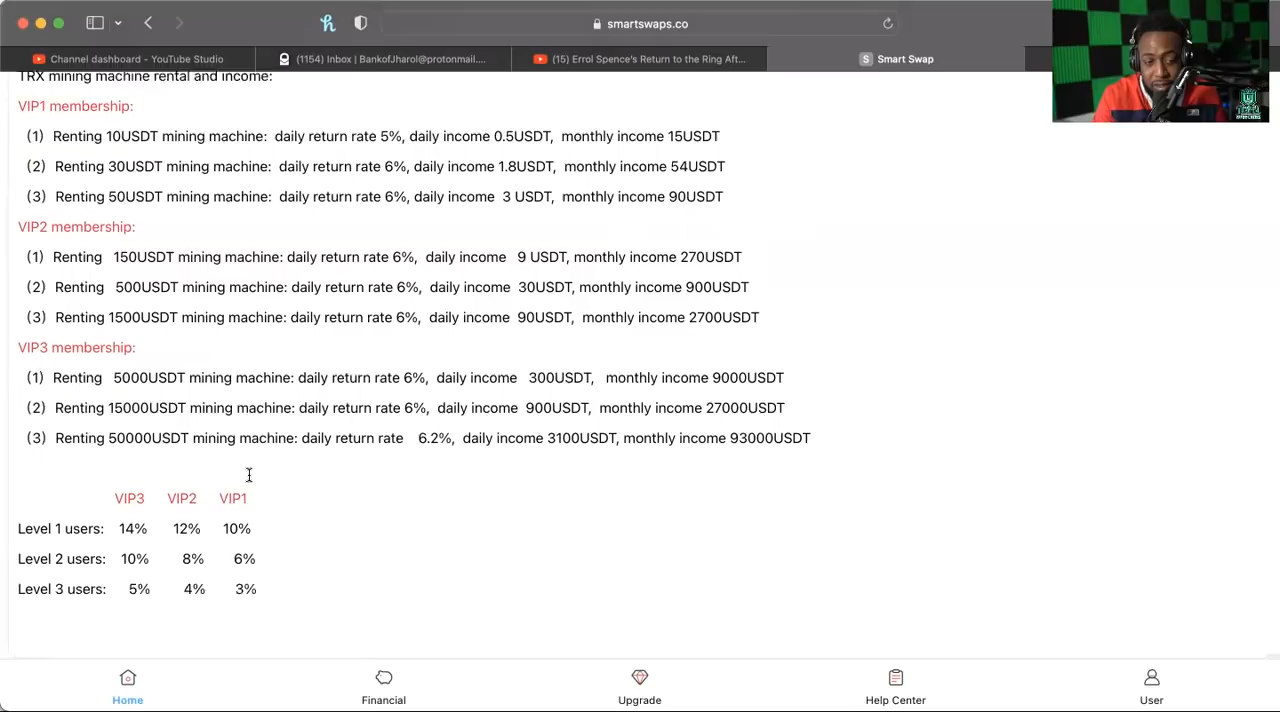 smartswaps.co
Channel dashboard - YouTube Studio
(1154) Inbox | BankofJharol@protonmail....
(15) Errol Spence's Return to the Ring Aft...
S Smart Swap
TRX mining machine rental and income:
VIP1 membership:
(1) Renting 10USDT mining machine: daily return rate 5%, daily income 0.5USDT, monthly income 15USDT
(2) Renting 30USDT mining machine: daily return rate 6%, daily income 1.8USDT, monthly income 54USDT
(3) Renting 50USDT mining machine: daily return rate 6%, daily income 3 USDT, monthly income 90USDT
VIP2 membership:
(1) Renting 150USDT mining machine: daily return rate 6%, daily income 9 USDT, monthly income 270USDT
(2) Renting 500USDT mining machine: daily return rate 6%, daily income 30USDT, monthly income 900USDT
(3) Renting 1500USDT mining machine: daily return rate 6%, daily income 90USDT, monthly income 2700USDT
VIP3 membership:
(1) Renting 5000USDT mining machine: daily return rate 6%, daily income 300USDT, monthly income 9000USDT
(2) Renting 15000USDT mining machine: daily return rate 6%, daily income 900USDT, monthly income 27000USDT
(3) Renting 50000USDT mining machine: daily return rate 6.2%, daily income 3100USDT, monthly income 93000USDT
VIP3 VIP2 VIP1
Level 1 users: 14% 12% 10%
Level 2 users: 10% 8% 6%
Level 3 users: 5% 4% 3%
Home Financial Upgrade Help Center User